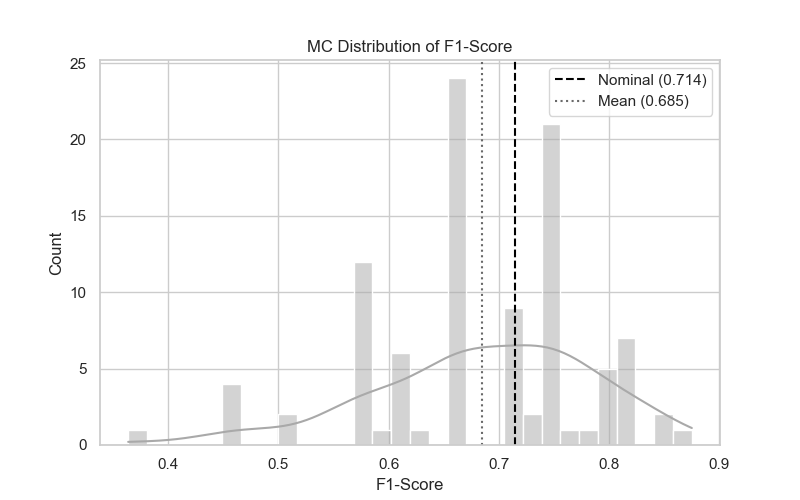 MC Distribution of F1-Score
Nominal (0.714)
Mean (0.685)
Count
25
20
15
10
5
0
0.4 0.5 0.6 0.7 0.8 0.9
F1-Score